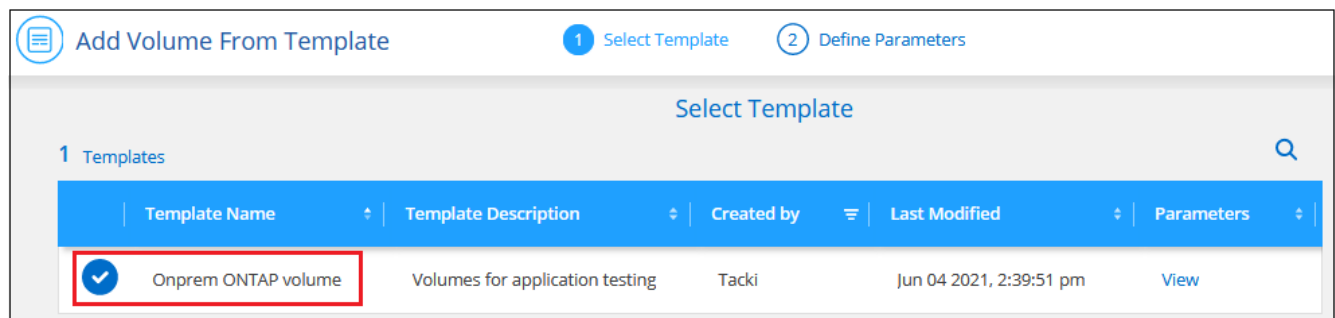 Add Volume From Template 1 Select Template 2 Define Parameters
Select Template
1 Templates
Template Name Template Description Created by Last Modified Parameters
Onprem ONTAP volume Volumes for application testing Tacki Jun 04 2021, 2:39:51 pm View